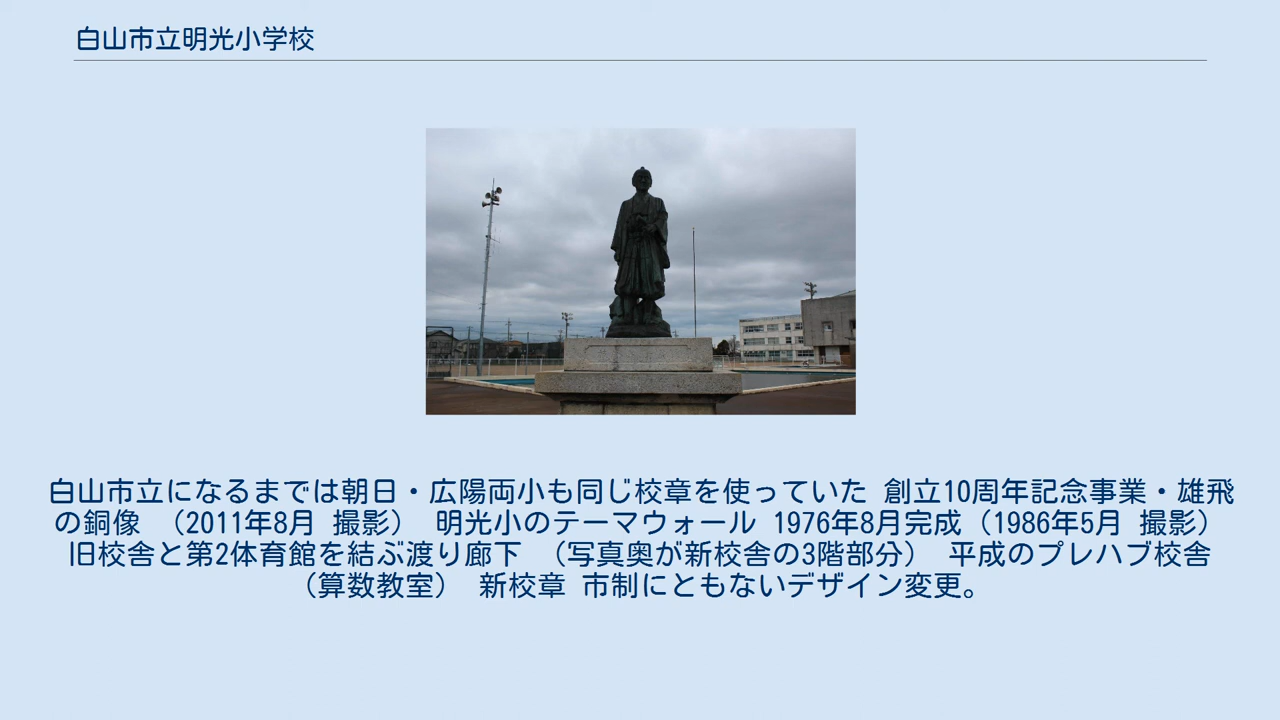 白山市立明光小学校
白山市立になるまでは朝日・広陽両小も同じ校章を使っていた 創立10周年記念事業・雄飛
の銅像 （2011年8月 撮影） 明光小のテーマウォール 1976年8月完成（1986年5月 撮影）
旧校舎と第2体育館を結ぶ渡り廊下 （写真奥が新校舎の3階部分） 平成のプレハブ校舎
（算数教室） 新校章 市制にともないデザイン変更。